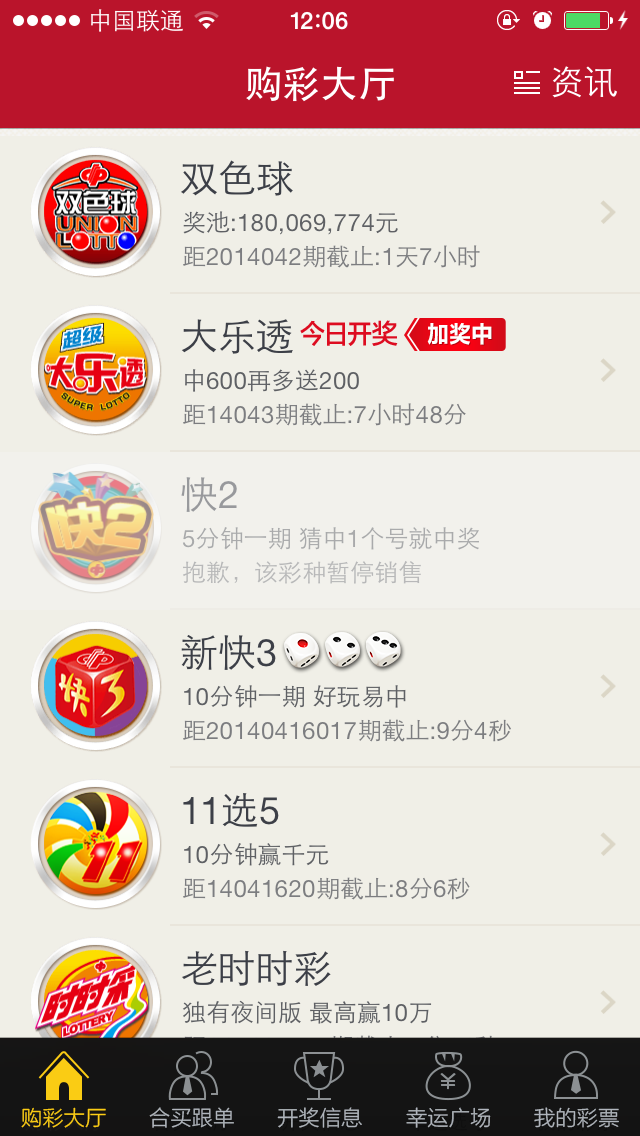 中国联通
12:06
购彩大厅
资讯
双色球
UNION
LOTTO
双色球
奖池:180,069,774元
距2014042期截止:1天7小时
超级
大乐透
SUPER LOTTO
大乐透 今日开奖 加奖中
中600再多送200
距14043期截止:7小时48分
快2
快2
5分钟一期 猜中1个号就中奖
抱歉，该彩种暂停销售
快3
新快3
10分钟一期 好玩易中
距20140416017期截止:9分4秒
11
11选5
10分钟赢千元
距14041620期截止:8分6秒
时时彩
LOTTERY
老时时彩
独有夜间版 最高赢10万
购彩大厅
合买跟单
开奖信息
幸运广场
我的彩票